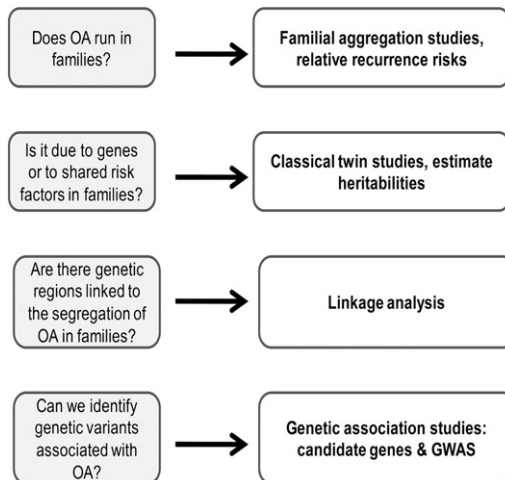 Does OA run in
families?
Familial aggregation studies,
relative recurrence risks
Is it due to genes
or to shared risk
factors in families?
Classical twin studies, estimate
heritabilities
Are there genetic
regions linked to
the segregation of
OA in families?
Linkage analysis
Can we identify
genetic variants
associated with
OA?
Genetic association studies:
candidate genes & GWAS